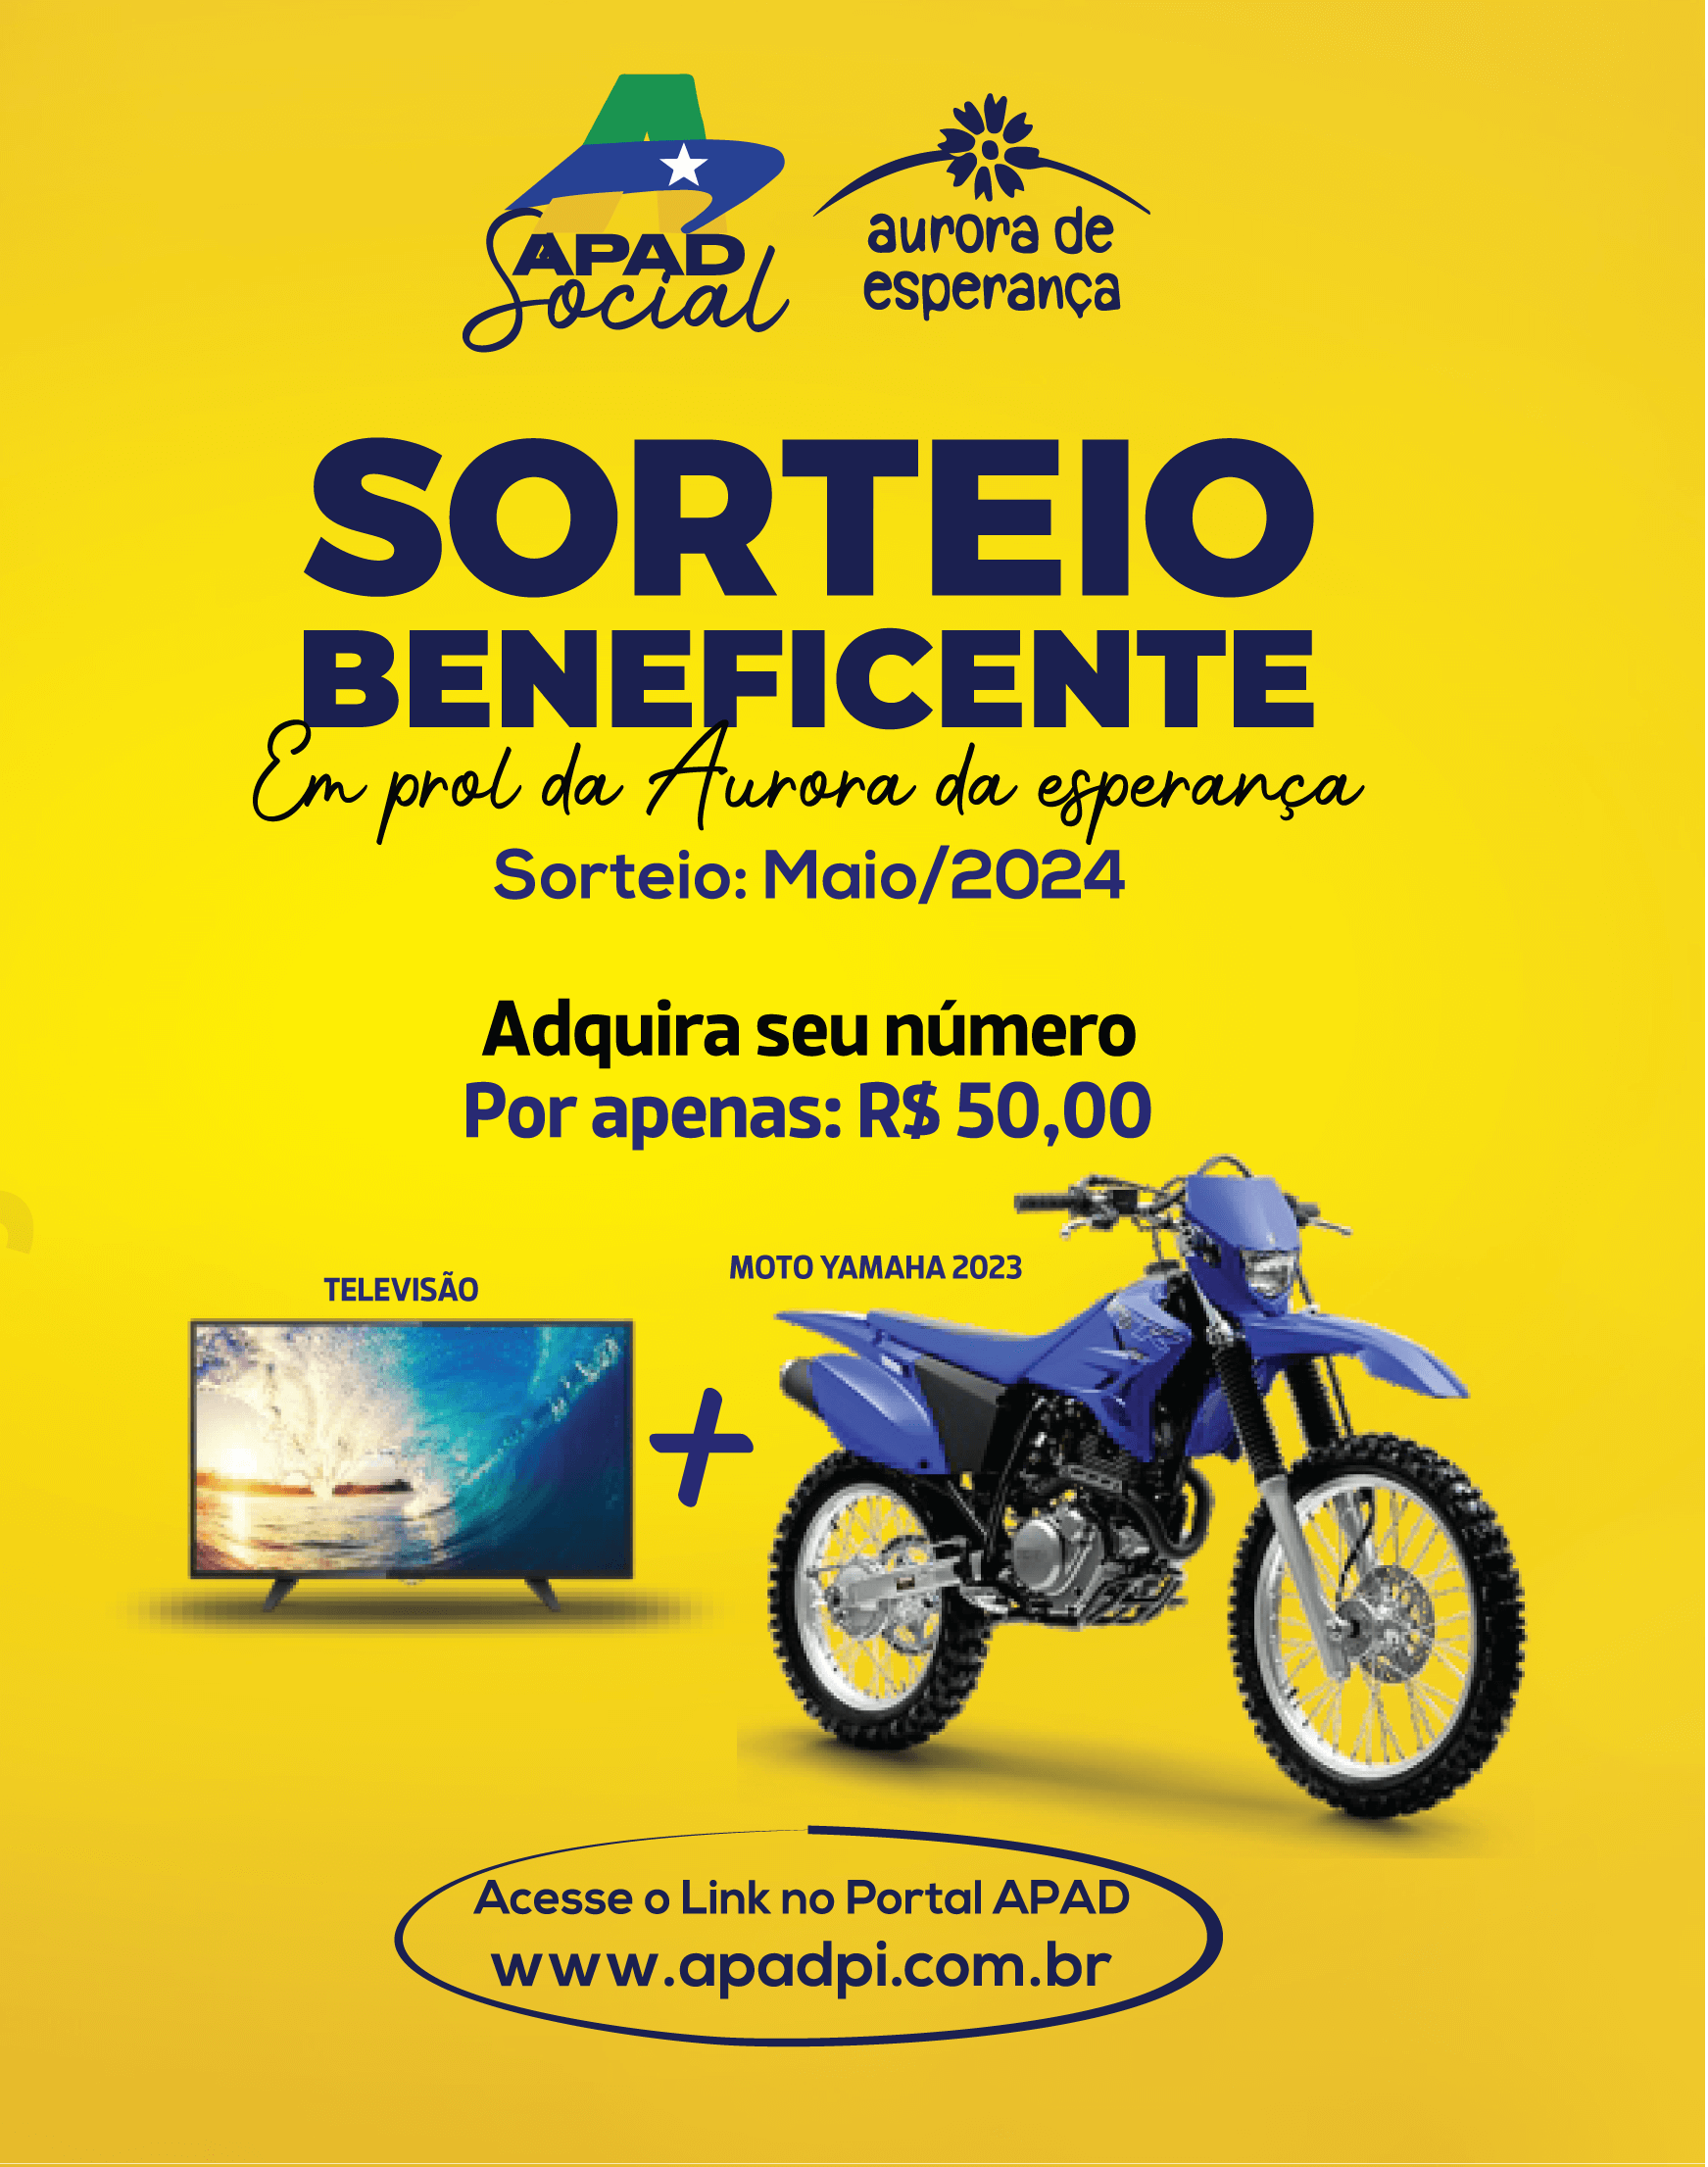 APAD
Social
aurora de
esperança
SORTEIO
BENEFICENTE
Em prol da Aurora da esperança
Sorteio: Maio/2024
Adquira seu número
Por apenas: R$ 50,00
MOTO YAMAHA 2023
TELEVISÃO
+
Acesse o Link no Portal APAD
www.apadpi.com.br